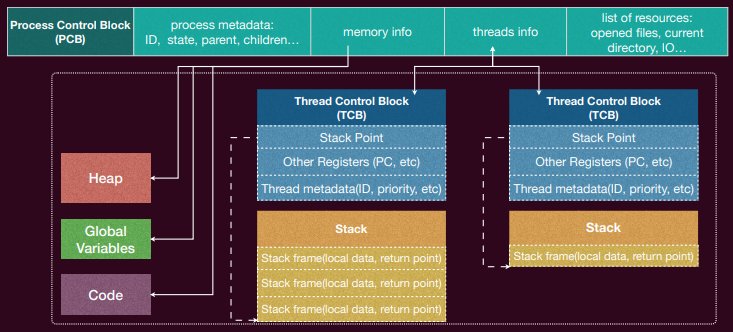 Process Control Block
(PCB)
process metadata:
ID, state, parent, children...
memory info
threads info
list of resources:
opened files, current
directory, IO...
Thread Control Block
(TCB)
Stack Point
Other Registers (PC, etc)
Thread metadata(ID, priority, etc)
Thread Control Block
(TCB)
Stack Point
Other Registers (PC, etc)
Thread metadata(ID, priority, etc)
Heap
Global
Variables
Code
Stack
Stack frame(local data, return point)
Stack frame(local data, return point)
Stack frame(local data, return point)
Stack
Stack frame(local data, return point)